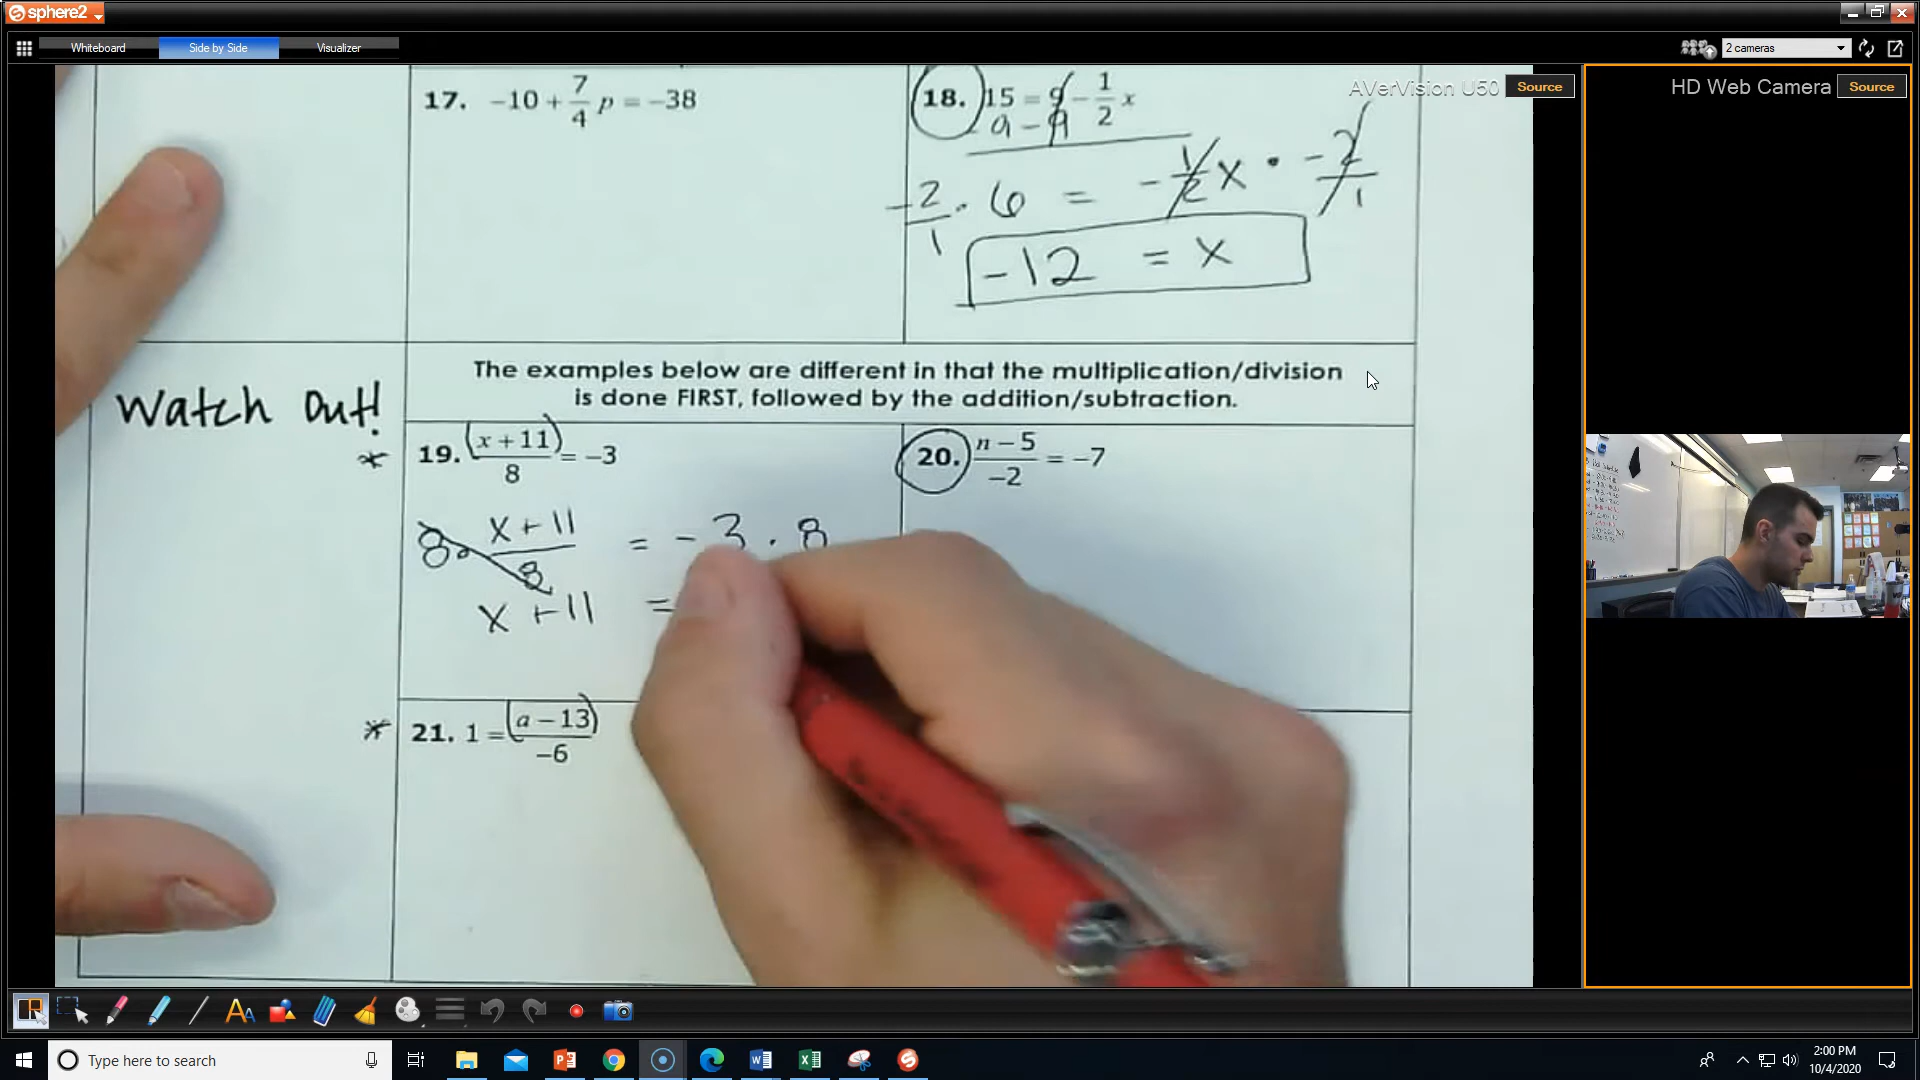 sphere2
Whiteboard
Side by Side
Visualizer
2 cameras
AVerVision U50
Source
HD Web Camera
Source
17. -10 + 7/4 p = -38
18. 15 = 9 - 1/2 x
-9 -9
-2/1 · 6 = -1/2 x · -2/1
-12 = x
Watch Out!
The examples below are different in that the multiplication/division
is done FIRST, followed by the addition/subtraction.
* 19. (x + 11)/8 = -3
8 · x + 11/8 = -3 · 8
x + 11 =
20. n - 5/-2 = -7
* 21. 1 = (a - 13)/-6
Type here to search
2:00 PM
10/4/2020